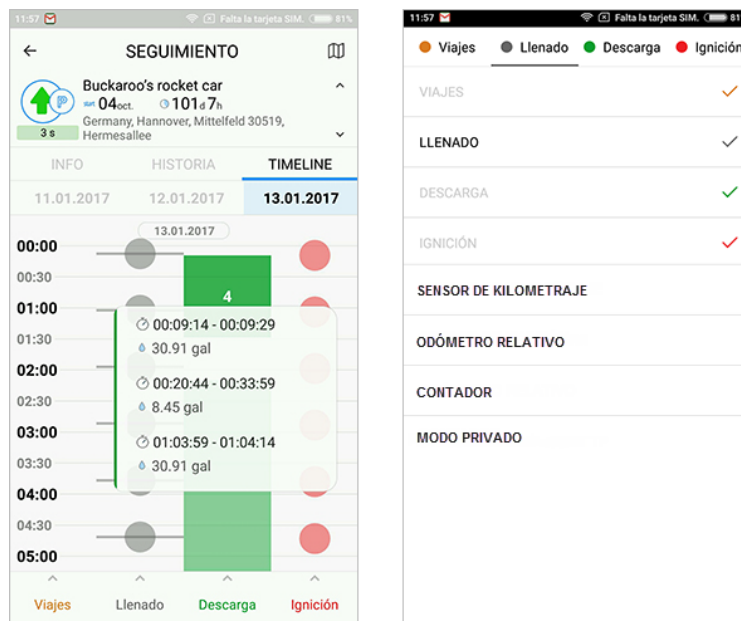 11:57 Falta la tarjeta SIM. 81%
SEGUIMIENTO
Buckaroo's rocket car
start 04oct. 101d 7h
Germany, Hannover, Mittelfeld 30519,
3 s Hermesallee
INFO HISTORIA TIMELINE
11.01.2017 12.01.2017 13.01.2017
13.01.2017
00:00
00:30
4
01:00
00:09:14 - 00:09:29
01:30
30.91 gal
02:00
00:20:44 - 00:33:59
02:30
8.45 gal
03:00
01:03:59 - 01:04:14
03:30
30.91 gal
04:00
04:30
05:00
Viajes Llenado Descarga Ignición
11:57 Falta la tarjeta SIM. 81
Viajes Llenado Descarga Ignición
VIAJES
LLENADO
DESCARGA
IGNICIÓN
SENSOR DE KILOMETRAJE
ODÓMETRO RELATIVO
CONTADOR
MODO PRIVADO